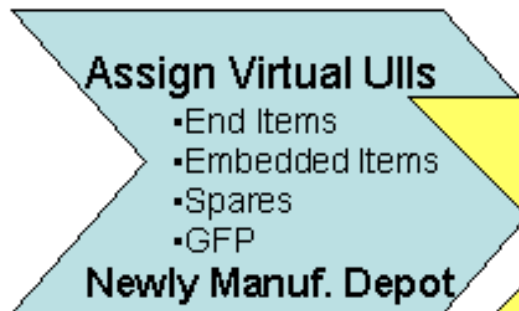 Assign Virtual UIIs
▪End Items
▪Embedded Items
▪Spares
▪GFP
Newly Manuf. Depot